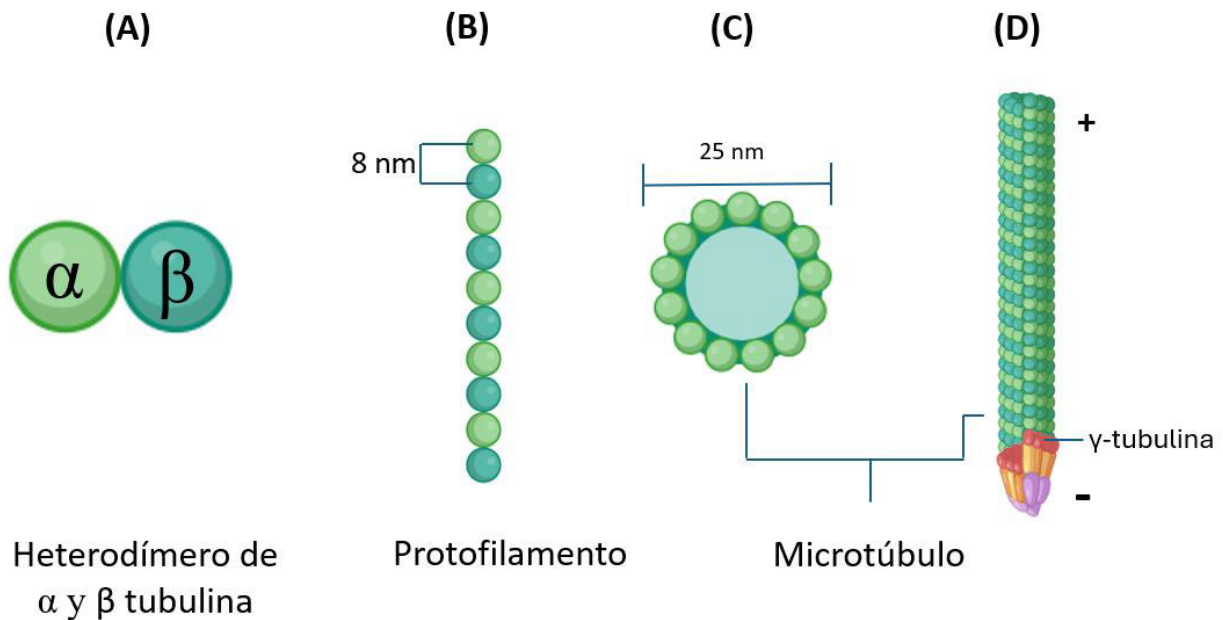 (A)
(B)
(C)
(D)
8 nm
25 nm
+
α
β
γ-tubulina
-
Heterodímero de
α y β tubulina
Protofilamento
Microtúbulo